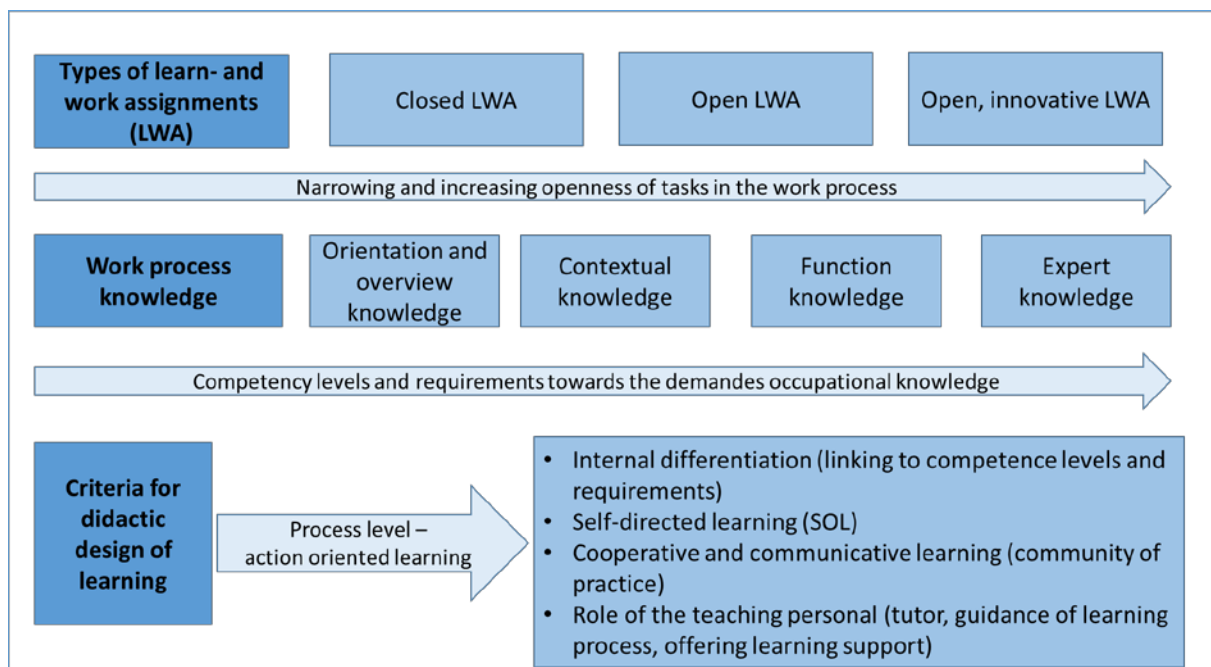 Types of learn- and
work assignments
(LWA)
Closed LWA
Open LWA
Open, innovative LWA
Narrowing and increasing openness of tasks in the work process
Work process
knowledge
Orientation and
overview
knowledge
Contextual
knowledge
Function
knowledge
Expert
knowledge
Competency levels and requirements towards the demandes occupational knowledge
Criteria for
didactic
design of
learning
Process level –
action oriented learning
• Internal differentiation (linking to competence levels and
requirements)
• Self-directed learning (SOL)
• Cooperative and communicative learning (community of
practice)
• Role of the teaching personal (tutor, guidance of learning
process, offering learning support)